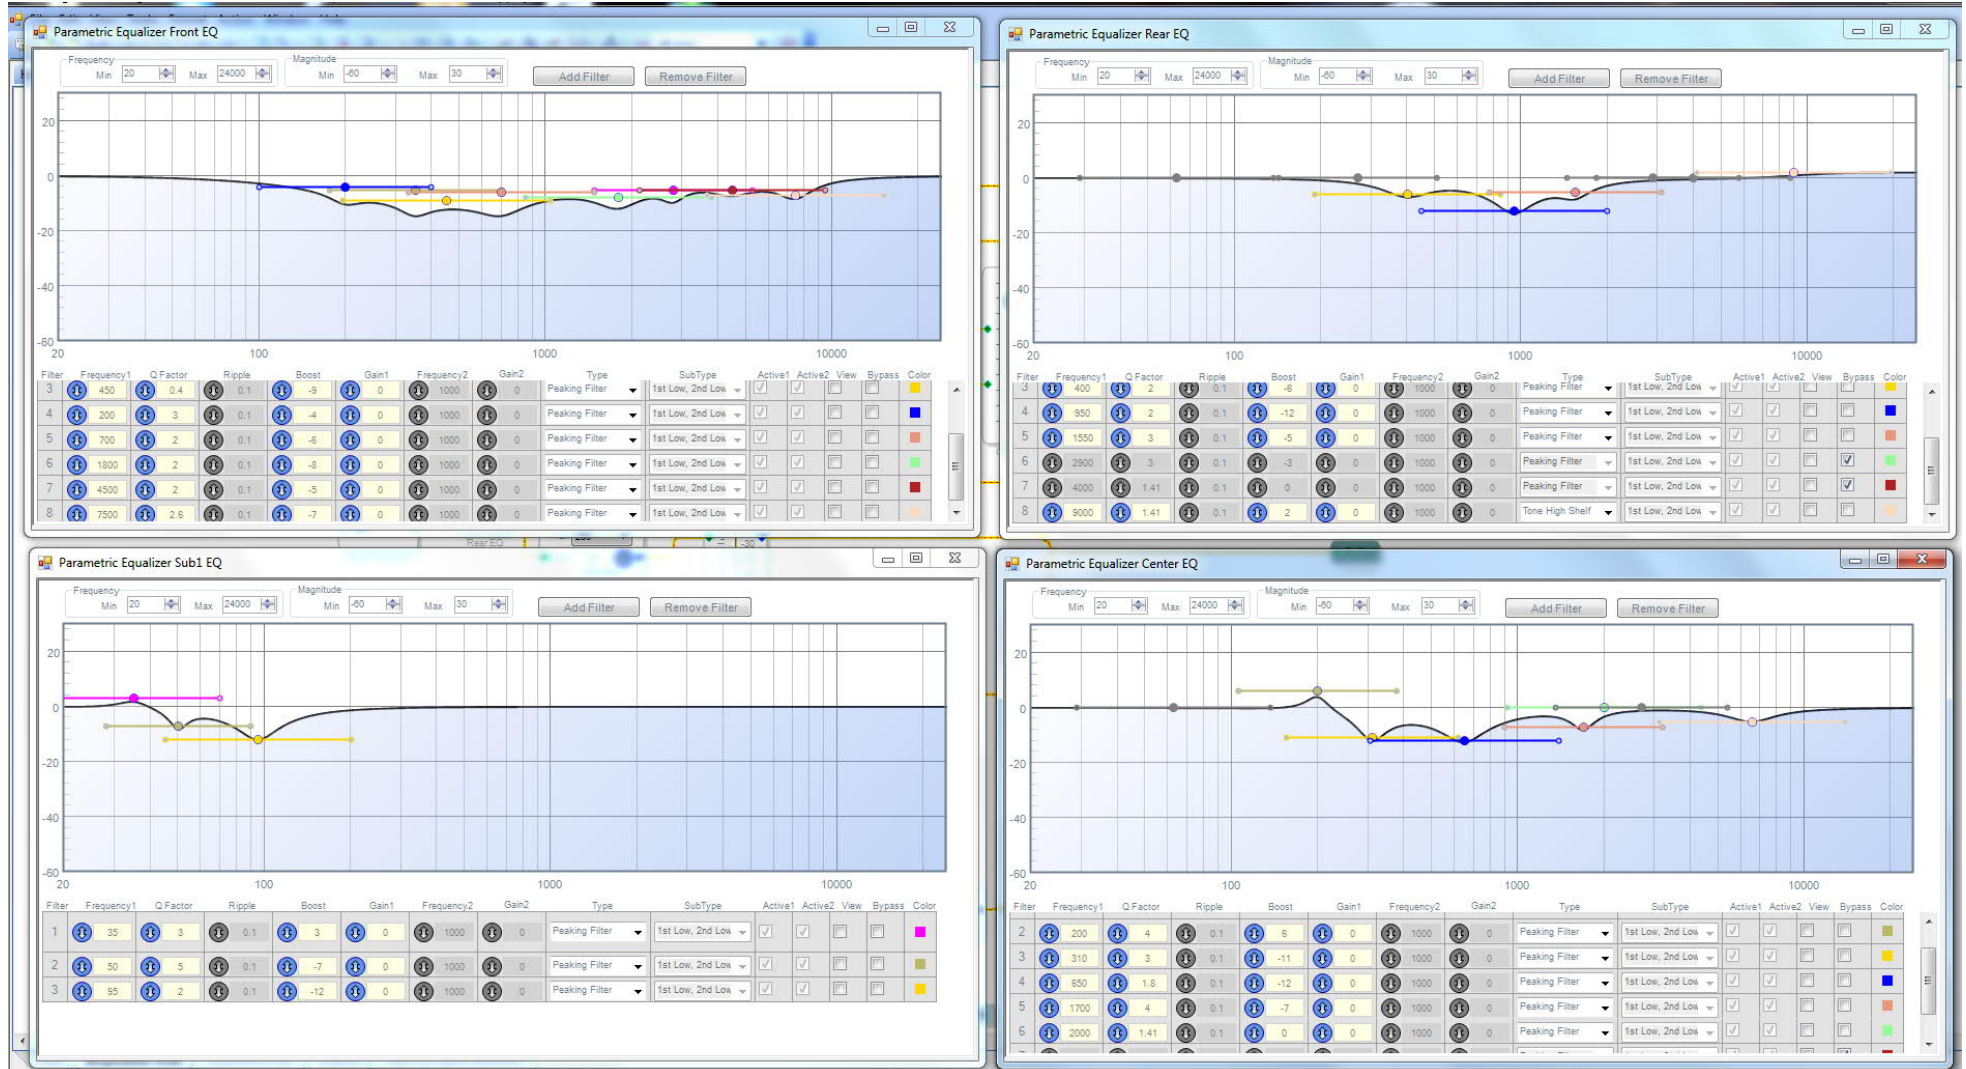 Parametric Equalizer Front EQ
Frequency Magnitude
Min 20 Max 24000 Min -60 Max 30 Add Filter Remove Filter
20
0
-20
-40
-60
20 100 1000 10000
Filter Frequency1 Q Factor Ripple Boost Gain1 Frequency2 Gain2 Type SubType Active1 Active2 View Bypass Color
3 450 0.4 0.1 -9 0 1000 0 Peaking Filter 1st Low, 2nd Low
4 200 3 0.1 -4 0 1000 0 Peaking Filter 1st Low, 2nd Low
5 700 2 0.1 -6 0 1000 0 Peaking Filter 1st Low, 2nd Low
6 1800 2 0.1 -8 0 1000 0 Peaking Filter 1st Low, 2nd Low
7 4500 2 0.1 -5 0 1000 0 Peaking Filter 1st Low, 2nd Low
8 7500 2.6 0.1 -7 0 1000 0 Peaking Filter 1st Low, 2nd Low
Parametric Equalizer Rear EQ
Frequency Magnitude
Min 20 Max 24000 Min -60 Max 30 Add Filter Remove Filter
20
0
-20
-40
-60
20 100 1000 10000
Filter Frequency1 Q Factor Ripple Boost Gain1 Frequency2 Gain2 Type SubType Active1 Active2 View Bypass Color
3 400 2 0.1 -6 0 1000 0 Peaking Filter 1st Low, 2nd Low
4 950 2 0.1 -12 0 1000 0 Peaking Filter 1st Low, 2nd Low
5 1550 3 0.1 -5 0 1000 0 Peaking Filter 1st Low, 2nd Low
6 2900 3 0.1 -3 0 1000 0 Peaking Filter 1st Low, 2nd Low
7 4000 1.41 0.1 0 0 1000 0 Peaking Filter 1st Low, 2nd Low
8 9000 1.41 0.1 2 0 1000 0 Tone High Shelf 1st Low, 2nd Low
Rear EQ
-30
Parametric Equalizer Sub1 EQ
Frequency Magnitude
Min 20 Max 24000 Min -60 Max 30 Add Filter Remove Filter
20
0
-20
-40
-60
20 100 1000 10000
Filter Frequency1 Q Factor Ripple Boost Gain1 Frequency2 Gain2 Type SubType Active1 Active2 View Bypass Color
1 35 3 0.1 3 0 1000 0 Peaking Filter 1st Low, 2nd Low
2 50 5 0.1 -7 0 1000 0 Peaking Filter 1st Low, 2nd Low
3 95 2 0.1 -12 0 1000 0 Peaking Filter 1st Low, 2nd Low
Parametric Equalizer Center EQ
Frequency Magnitude
Min 20 Max 24000 Min -60 Max 30 Add Filter Remove Filter
20
0
-20
-40
-60
20 100 1000 10000
Filter Frequency1 Q Factor Ripple Boost Gain1 Frequency2 Gain2 Type SubType Active1 Active2 View Bypass Color
2 200 4 0.1 6 0 1000 0 Peaking Filter 1st Low, 2nd Low
3 310 3 0.1 -11 0 1000 0 Peaking Filter 1st Low, 2nd Low
4 650 1.8 0.1 -12 0 1000 0 Peaking Filter 1st Low, 2nd Low
5 1700 4 0.1 -7 0 1000 0 Peaking Filter 1st Low, 2nd Low
6 2000 1.41 0.1 0 0 1000 0 Peaking Filter 1st Low, 2nd Low